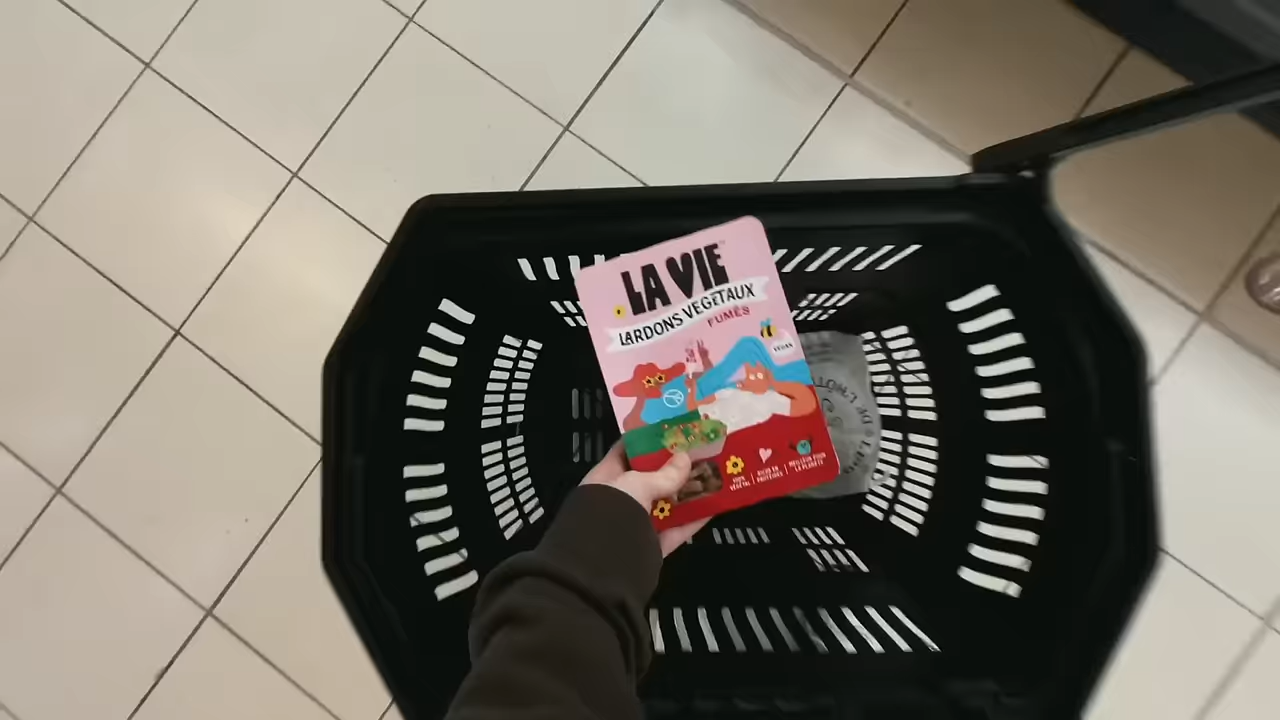 LA VIE
LARDONS VÉGÉTAUX
FUMÉS
VEGAN
100%
VÉGÉTAL
RICHE EN
PROTÉINES
MEILLEUR POUR
LA PLANÈTE